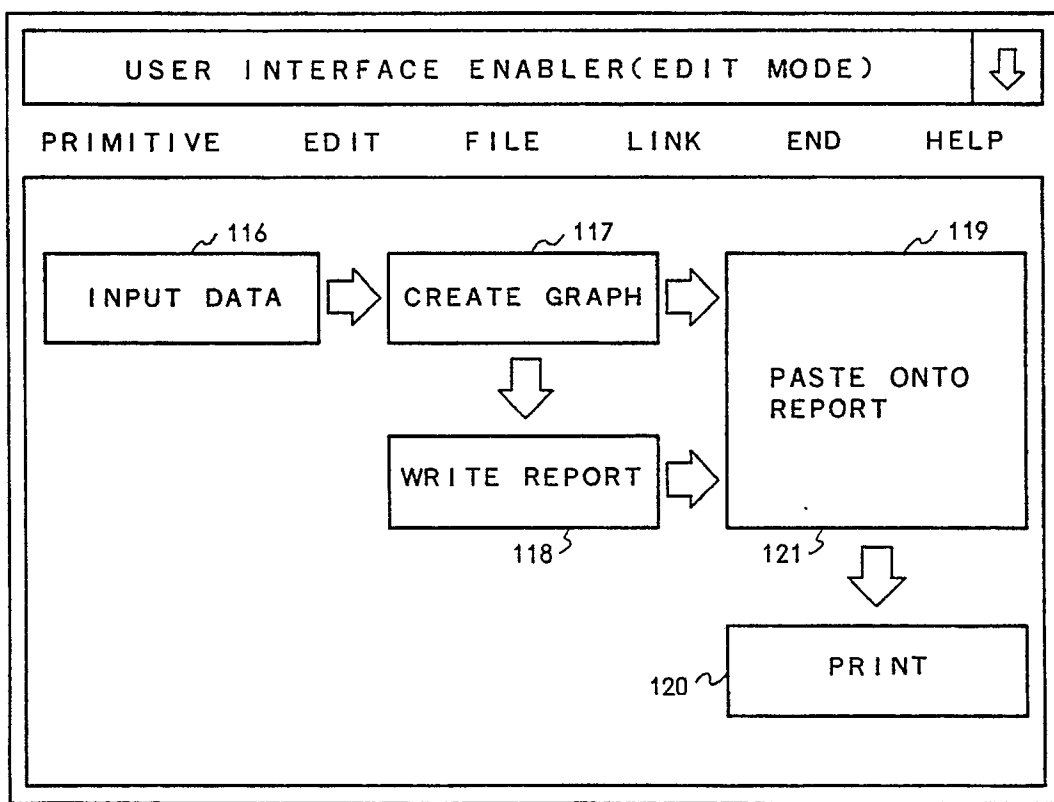 USER INTERFACE ENABLER(EDIT MODE)
PRIMITIVE EDIT FILE LINK END HELP
116 117 119
INPUT DATA CREATE GRAPH
PASTE ONTO
REPORT
WRITE REPORT
118 121
PRINT
120